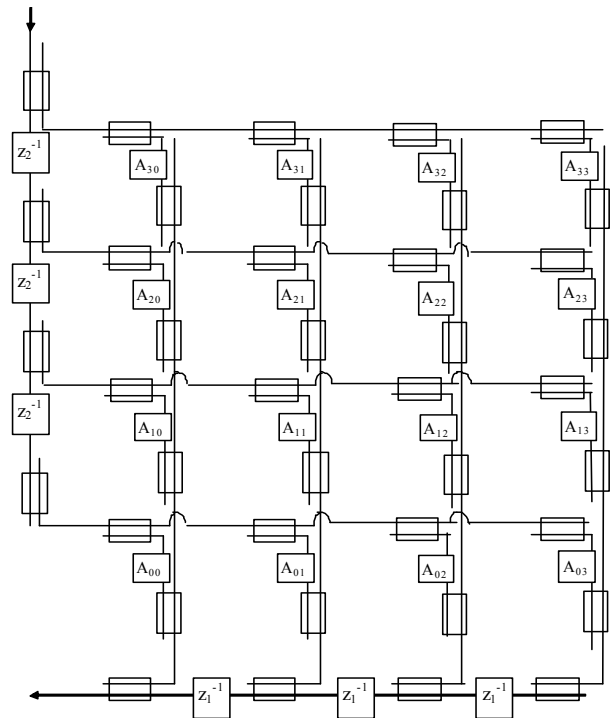 z₂⁻¹
A₃₀ A₃₁ A₃₂ A₃₃
z₂⁻¹
A₂₀ A₂₁ A₂₂ A₂₃
z₂⁻¹
A₁₀ A₁₁ A₁₂ A₁₃
A₀₀ A₀₁ A₀₂ A₀₃
z₁⁻¹ z₁⁻¹ z₁⁻¹